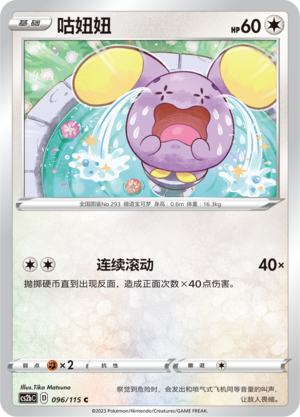 基础 咕妞妞 HP60
全国图鉴No.293 细语宝可梦 身高：0.6m 体重：16.3kg
连续滚动 40×
抛掷硬币直到出现反面，造成正面次数×40点伤害。
弱点 ×2 抗性 撤退
Illus.Tika Matsuno
cs2bC D 096/115 C
察觉到危险时，会发出和喷气式飞机同等音量的叫声，
让敌人畏缩。
©2023 Pokémon/Nintendo/Creatures/GAME FREAK.